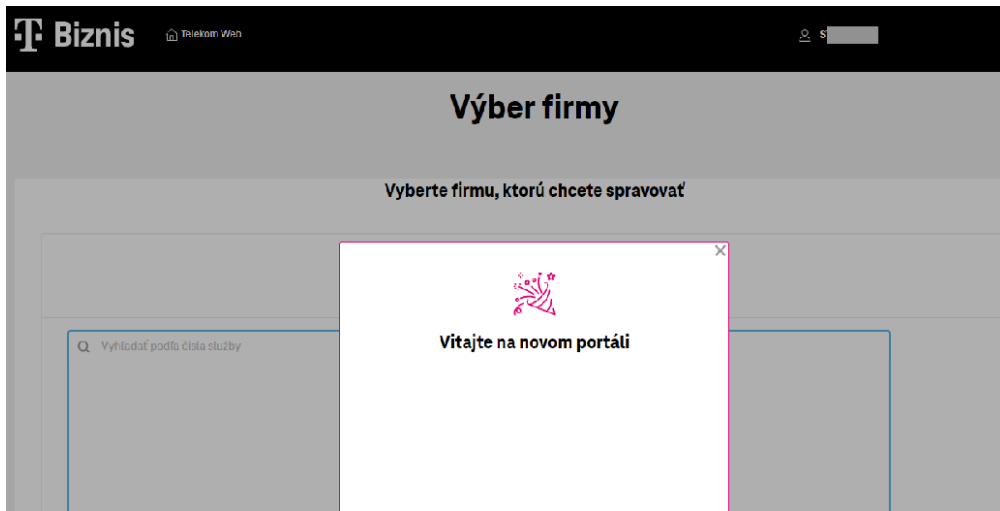 T Biznis
Telekom Web
S
Výber firmy
Vyberte firmu, ktorú chcete spravovať
Vyhľadať podľa čísla služby
Vitajte na novom portáli